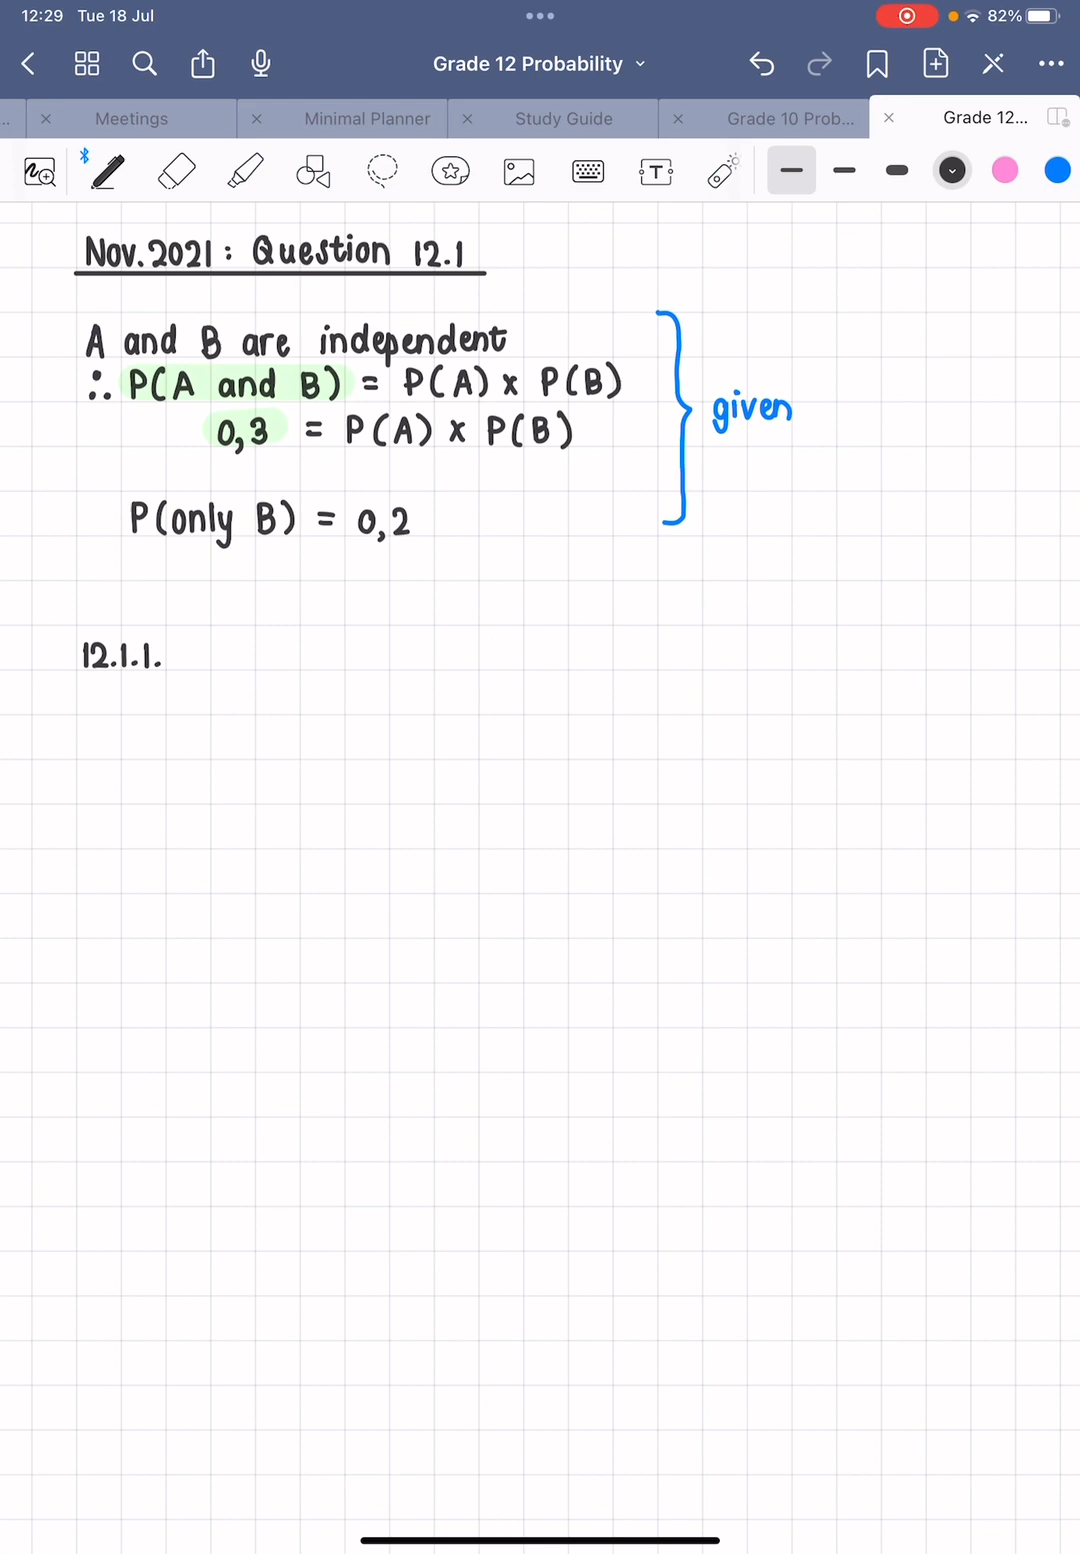 12:29 Tue 18 Jul
82%
Grade 12 Probability
Meetings
Minimal Planner
Study Guide
Grade 10 Prob...
Grade 12...
T
Nov. 2021 : Question 12.1
A and B are independent
∴ P(A and B) = P(A) x P(B)
0,3 = P(A) x P(B)
given
P(only B) = 0,2
12.1.1.